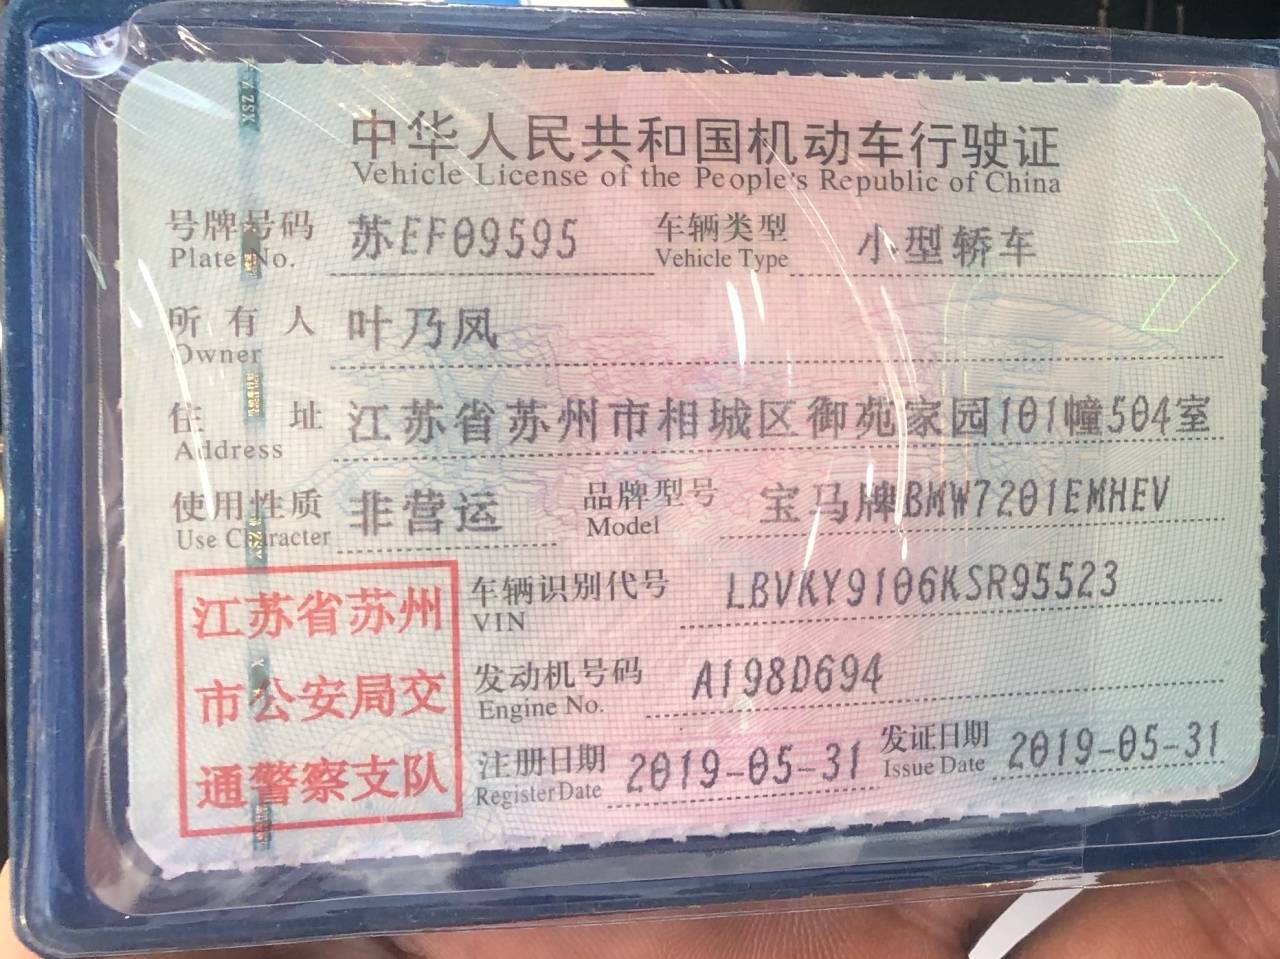 中华人民共和国机动车行驶证
Vehicle License of the People's Republic of China
号牌号码 苏EF09595 车辆类型 小型轿车
Plate No. Vehicle Type
所有人 叶乃凤
Owner
住址 江苏省苏州市相城区御苑家园101幢504室
Address
使用性质 非营运 品牌型号 宝马牌BMW7201EMHEV
Use Character Model
江苏省苏州
市公安局交
通警察支队
车辆识别代号 LBVKY9106KSR95523
VIN
发动机号码 A198D694
Engine No.
注册日期 2019-05-31 发证日期 2019-05-31
Register Date Issue Date